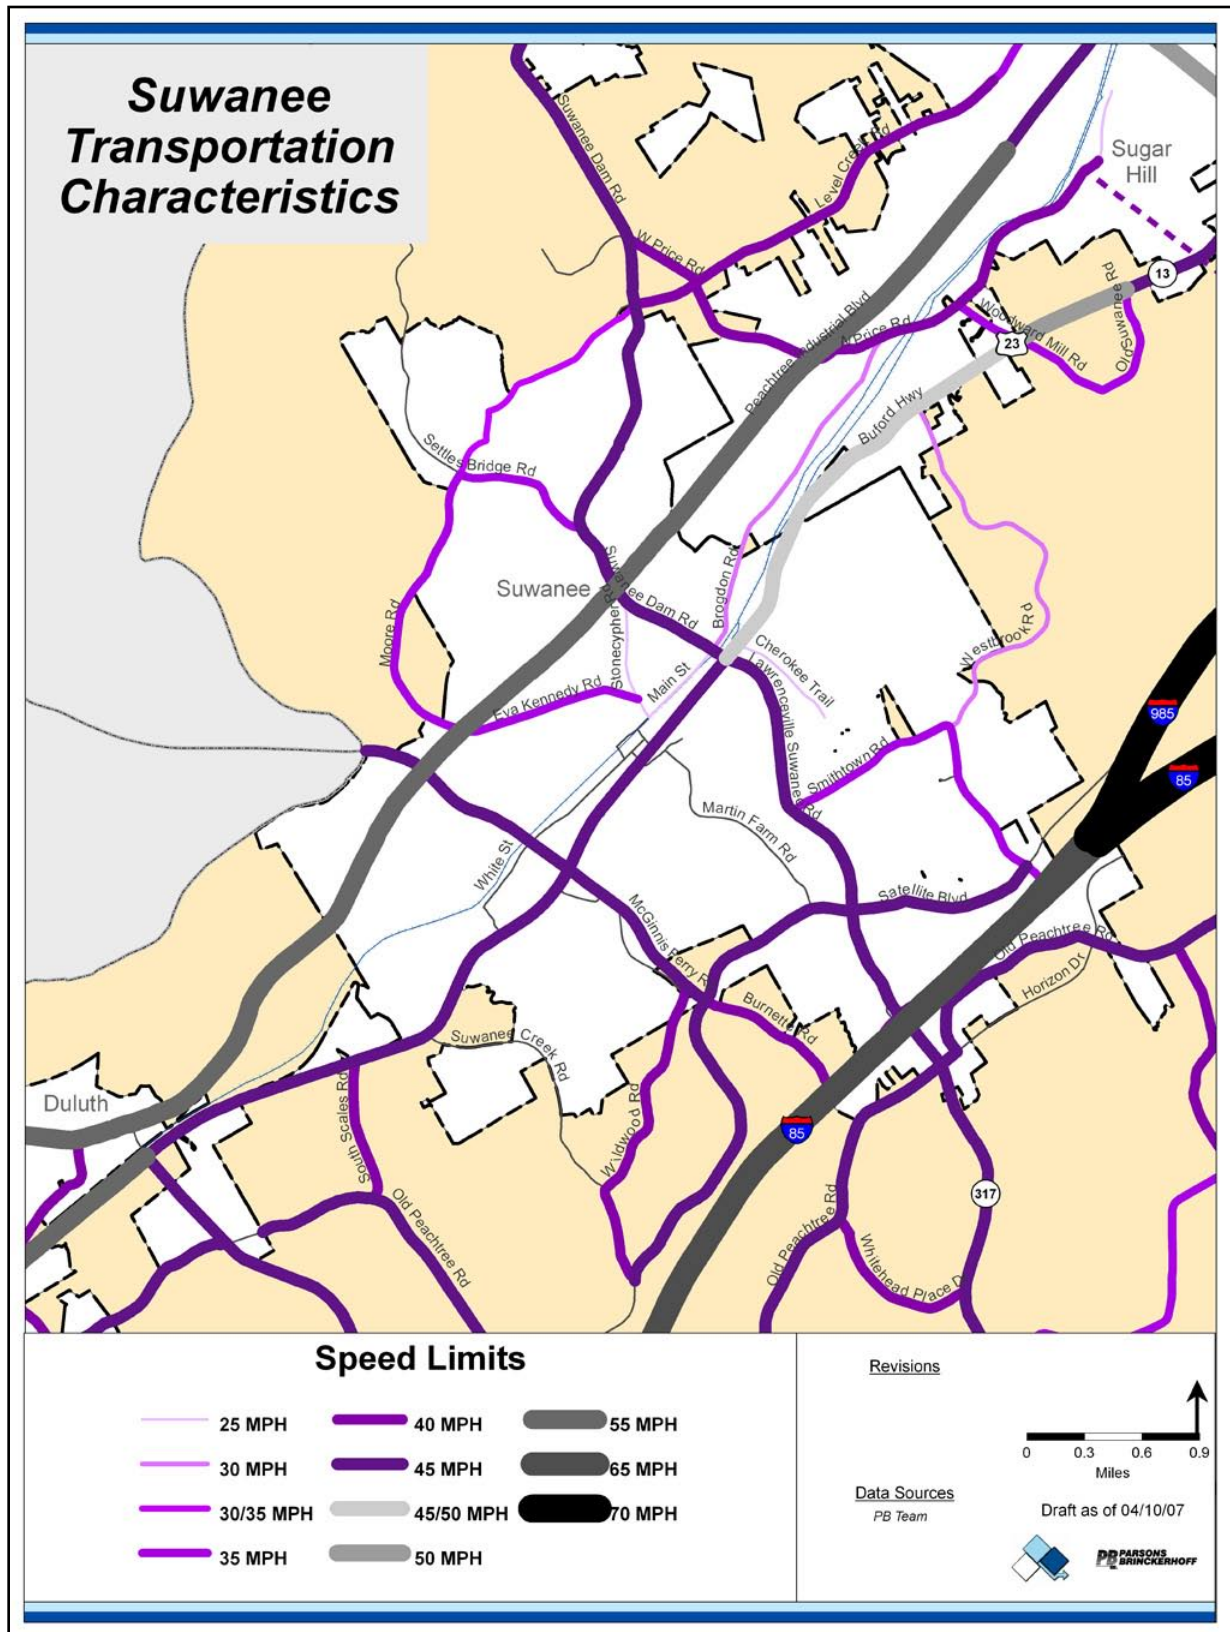 Suwanee
Transportation
Characteristics
Suwanee Dam Rd
Level Creek Rd
Sugar
Hill
W Price Rd
13
Old Suwanee Rd
Woodward Mill Rd
Peachtree Industrial Blvd
Price Rd
23
Buford Hwy
Settles Bridge Rd
Suwanee
Suwanee Dam Rd
Stonecypher Rd
Brogdon Rd
Moore Rd
Westbrook Rd
Cherokee Trail
Main St
Eva Kennedy Rd
Lawrenceville Suwanee Rd
985
85
Smithtown Rd
Martin Farm Rd
White St
Satellite Blvd
McGinnis Ferry R
Old Peachtree Rd
Horizon Dr
Burnette Rd
Suwanee Creek Rd
Duluth
South Scales Rd
Wildwood Rd
85
317
Old Peachtree Rd
Old Peachtree Rd
Whitehead Place D
Speed Limits
25 MPH
30 MPH
30/35 MPH
35 MPH
40 MPH
45 MPH
45/50 MPH
50 MPH
55 MPH
65 MPH
70 MPH
Revisions
0 0.3 0.6 0.9
Miles
Data Sources
PB Team
Draft as of 04/10/07
PB PARSONS
BRINCKERHOFF